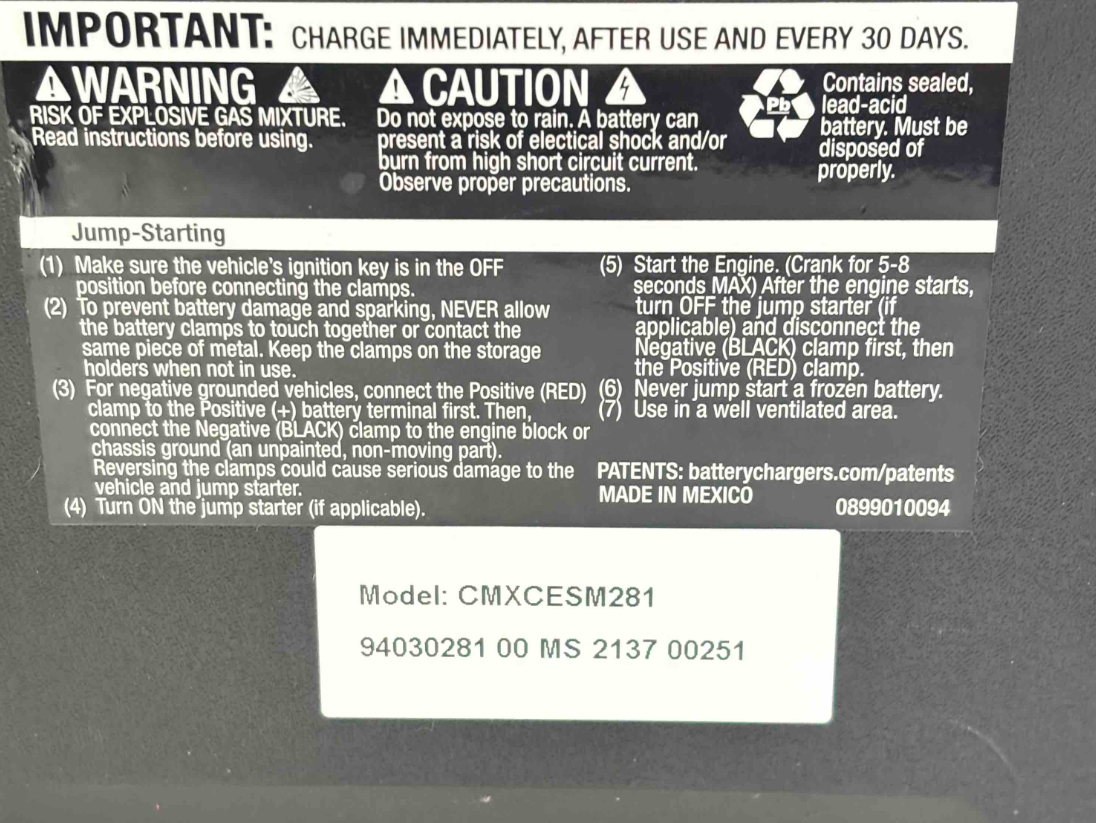 IMPORTANT: CHARGE IMMEDIATELY, AFTER USE AND EVERY 30 DAYS.
WARNING
RISK OF EXPLOSIVE GAS MIXTURE.
Read instructions before using.
CAUTION
Do not expose to rain. A battery can
present a risk of electical shock and/or
burn from high short circuit current.
Observe proper precautions.
Pb
Contains sealed,
lead-acid
battery. Must be
disposed of
properly.
Jump-Starting
(1) Make sure the vehicle's ignition key is in the OFF
position before connecting the clamps.
(2) To prevent battery damage and sparking, NEVER allow
the battery clamps to touch together or contact the
same piece of metal. Keep the clamps on the storage
holders when not in use.
(3) For negative grounded vehicles, connect the Positive (RED)
clamp to the Positive (+) battery terminal first. Then,
connect the Negative (BLACK) clamp to the engine block or
chassis ground (an unpainted, non-moving part).
Reversing the clamps could cause serious damage to the
vehicle and jump starter.
(4) Turn ON the jump starter (if applicable).
(5) Start the Engine. (Crank for 5-8
seconds MAX) After the engine starts,
turn OFF the jump starter (if
applicable) and disconnect the
Negative (BLACK) clamp first, then
the Positive (RED) clamp.
(6) Never jump start a frozen battery.
(7) Use in a well ventilated area.
PATENTS: batterychargers.com/patents
MADE IN MEXICO
0899010094
Model: CMXCESM281
94030281 00 MS 2137 00251